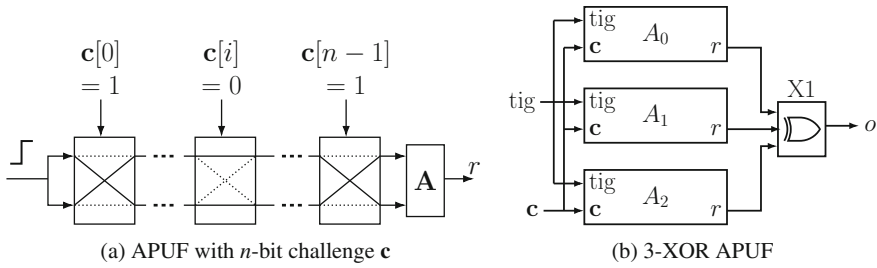 c[0] c[i] c[n − 1]
= 1 = 0 = 1
A r
(a) APUF with n-bit challenge c
tig
c
tig A₀
c r
tig A₁
c r
tig A₂
c r
X1
o
(b) 3-XOR APUF